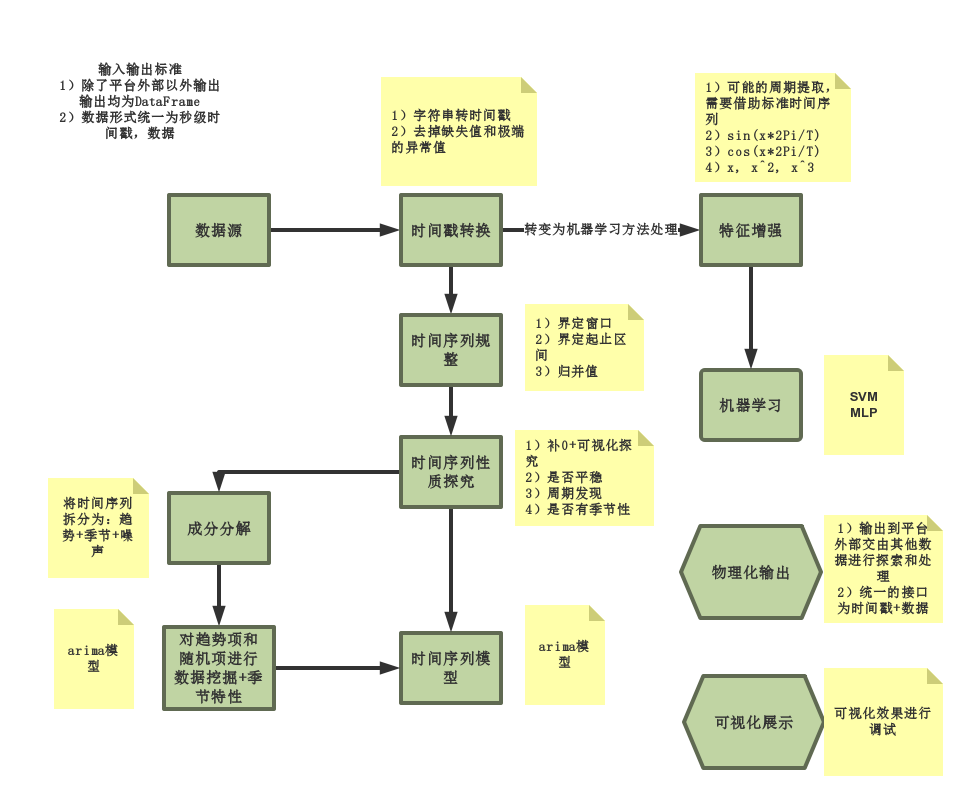 输入输出标准
1）除了平台外部以外输出
输出均为DataFrame
2）数据形式统一为秒级时
间戳，数据
1）字符串转时间戳
2）去掉缺失值和极端
的异常值
1）可能的周期提取，
需要借助标准时间序
列
2）sin(x*2Pi/T)
3）cos(x*2Pi/T)
4）x, x^2, x^3
数据源
时间戳转换
转变为机器学习方法处理
特征增强
时间序列规
整
1）界定窗口
2）界定起止区
间
3）归并值
机器学习
SVM
MLP
时间序列性
质探究
1）补0+可视化探
究
2）是否平稳
3）周期发现
4）是否有季节性
将时间序列
拆分为：趋
势+季节+噪
声
成分分解
物理化输出
1）输出到平台
外部交由其他数
据进行探索和处
理
2）统一的接口
为时间戳+数据
arima模
型
对趋势项和
随机项进行
数据挖掘+季
节特性
时间序列模
型
arima模
型
可视化展示
可视化效果进行
调试